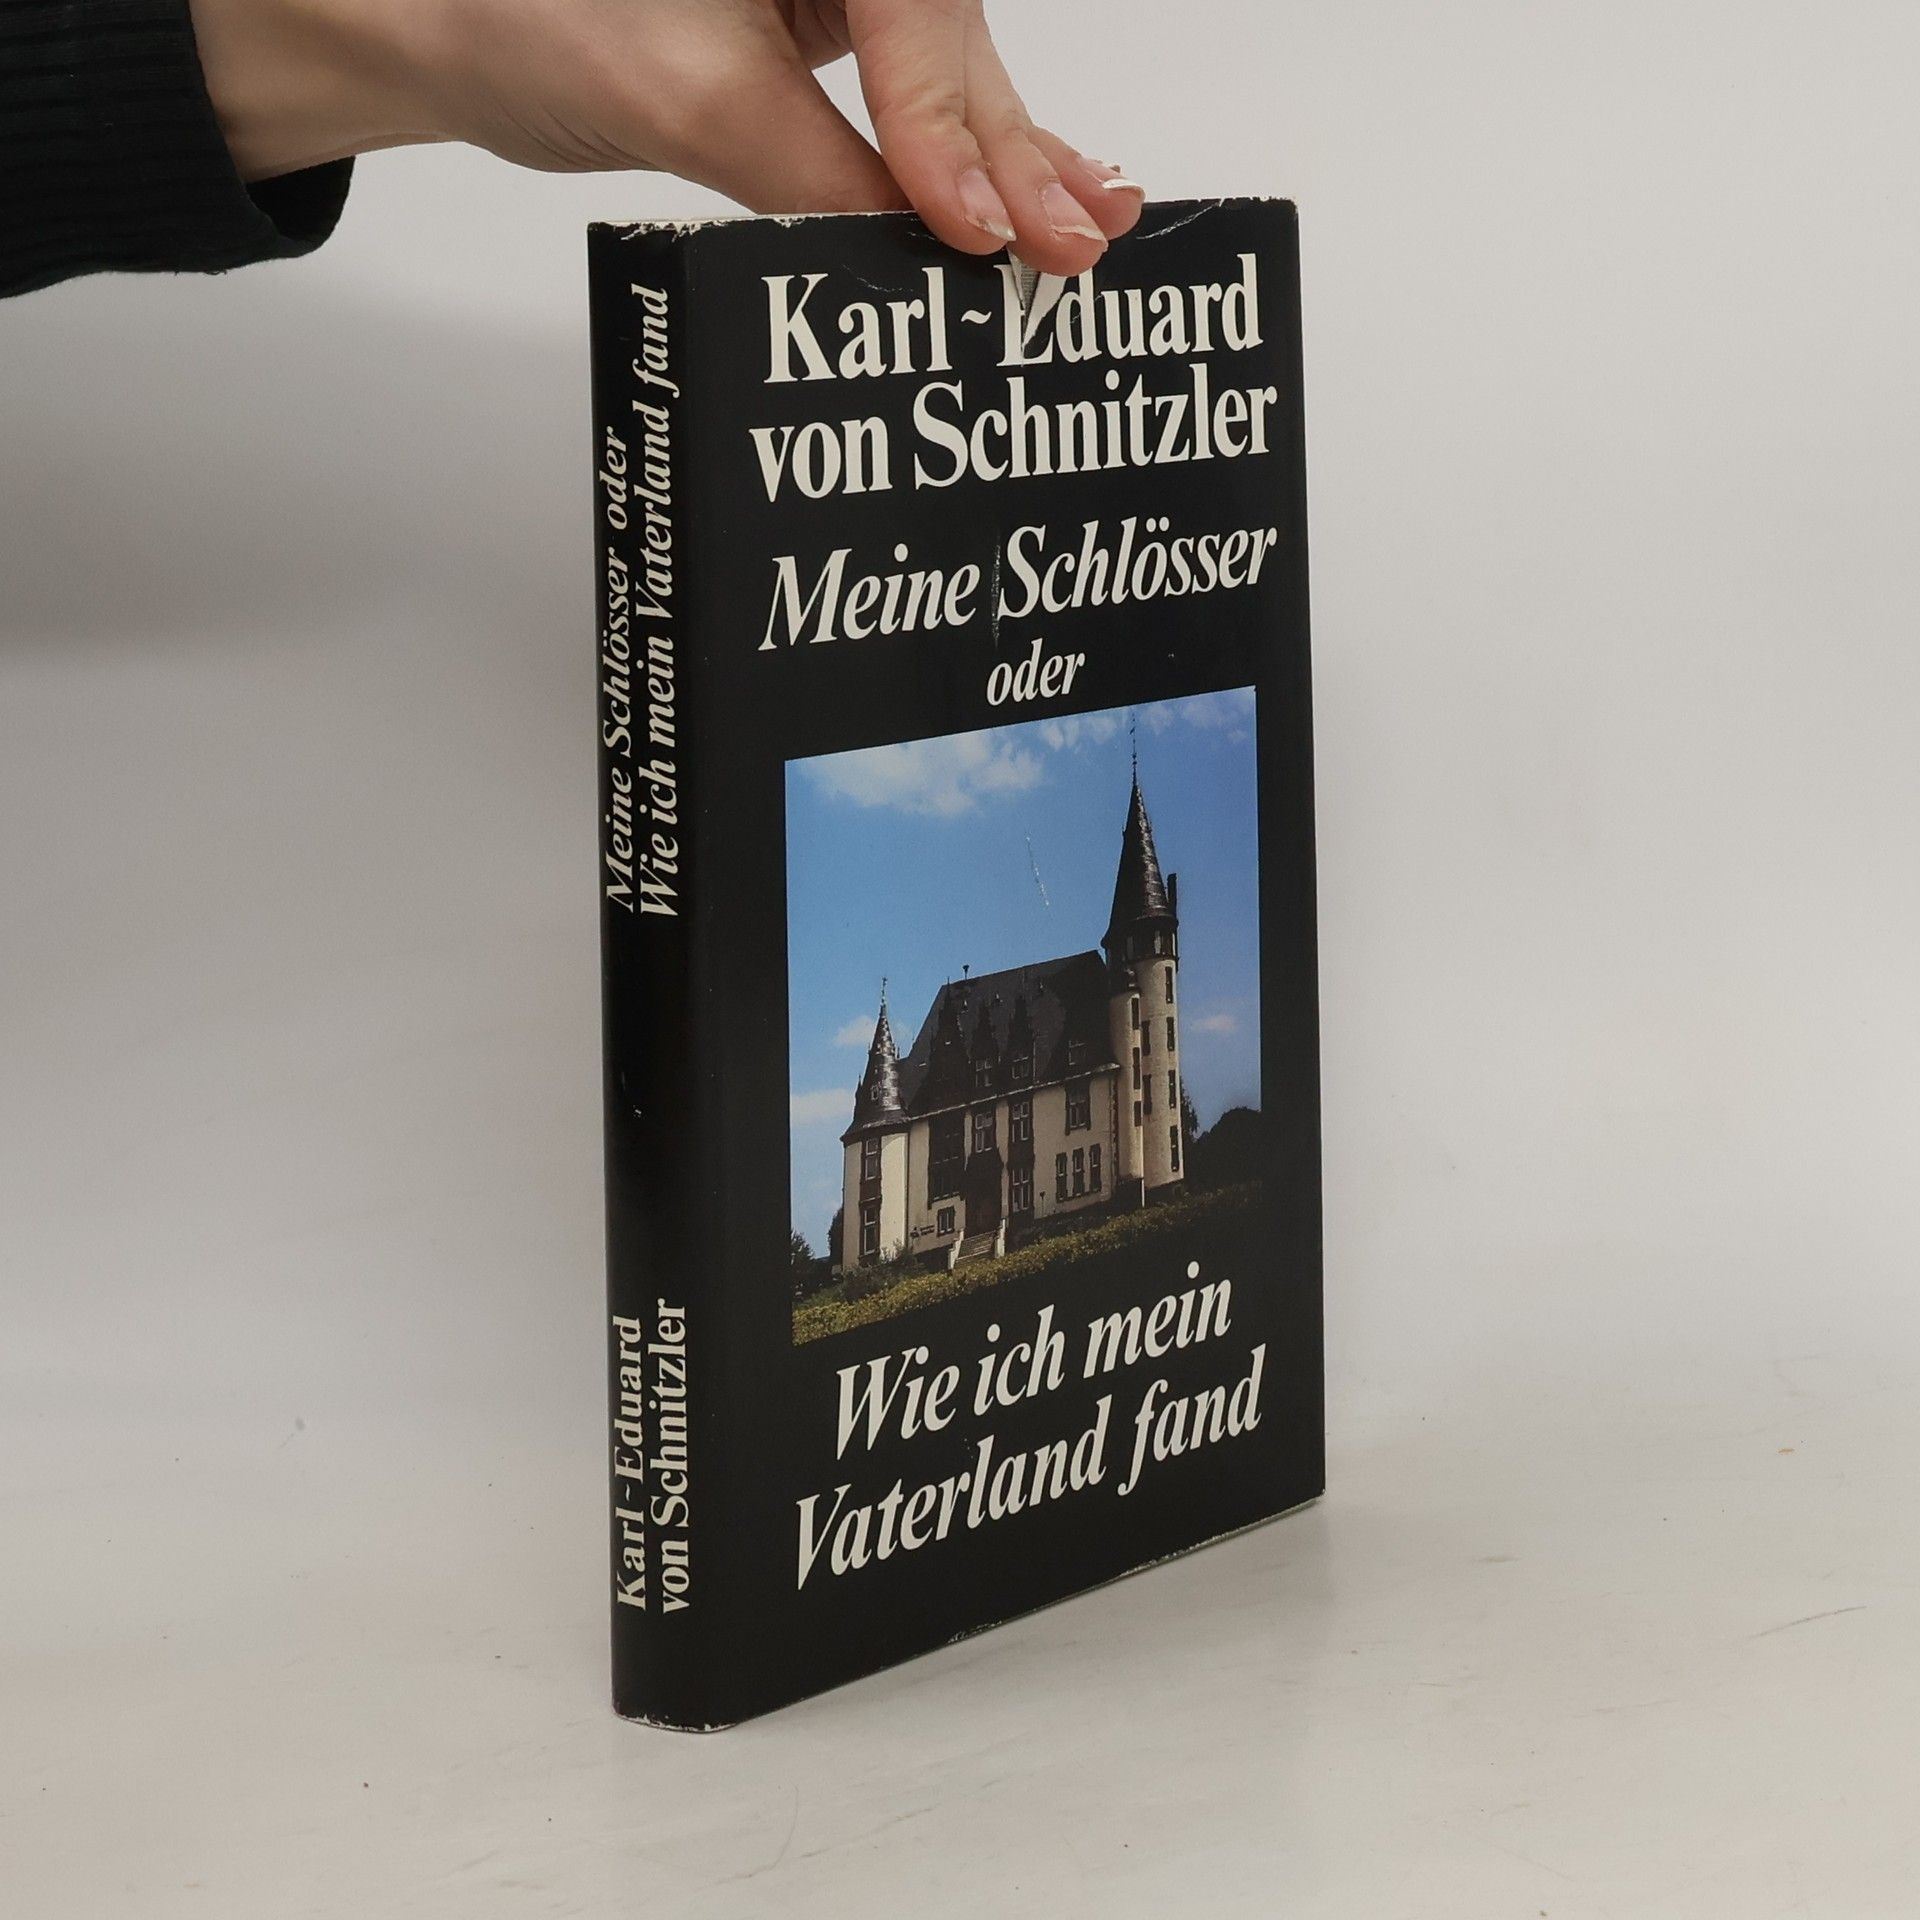 Karl~Eduard
von Schnitzler
Meine Schlösser
oder
Wie ich mein
Vaterland fand
Meine Schlösser oder
Wie ich mein Vaterland fand
Karl~Eduard
von Schnitzler